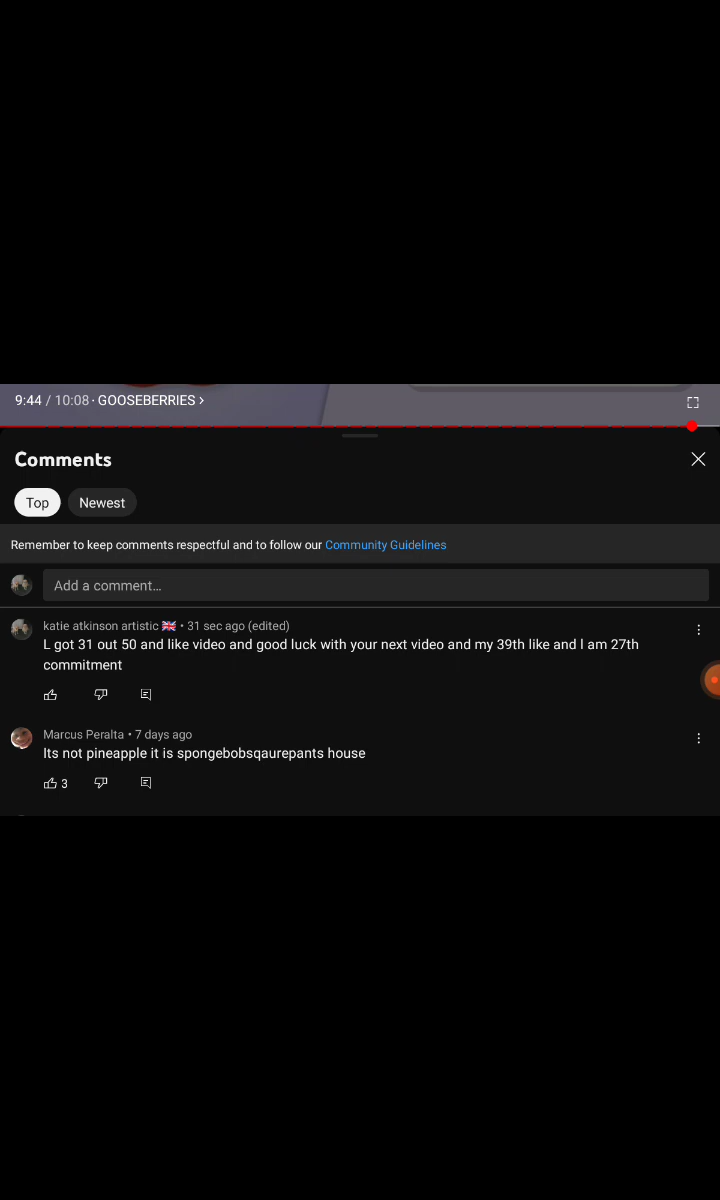 9:44 / 10:08 · GOOSEBERRIES >
Comments
Top Newest
Remember to keep comments respectful and to follow our Community Guidelines
Add a comment...
katie atkinson artistic 🇬🇧 • 31 sec ago (edited)
L got 31 out 50 and like video and good luck with your next video and my 39th like and l am 27th
commitment
Marcus Peralta • 7 days ago
Its not pineapple it is spongebobsqaurepants house
3